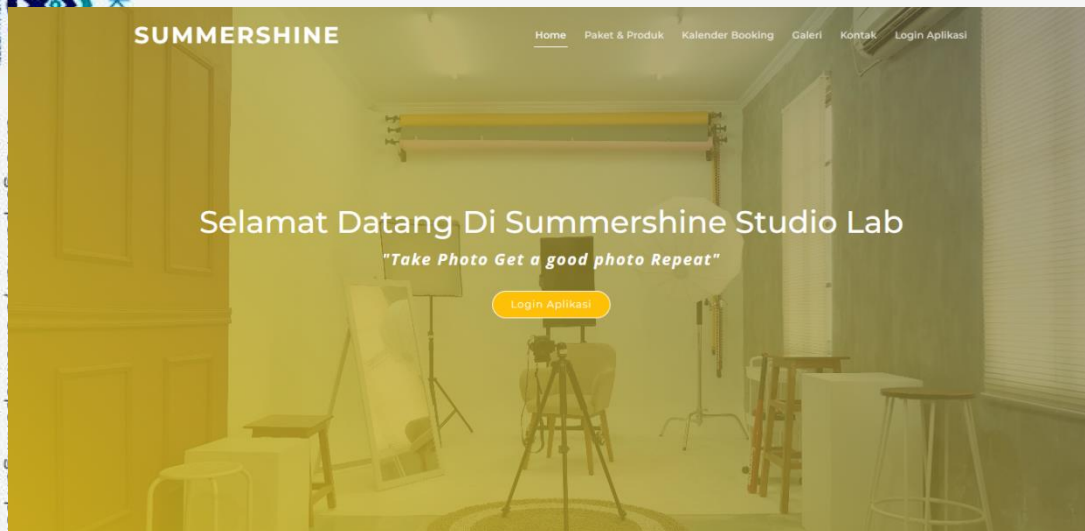 SUMMERSHINE
Home Paket & Produk Kalender Booking Galeri Kontak Login Aplikasi
Selamat Datang Di Summershine Studio Lab
"Take Photo Get a good photo Repeat"
Login Aplikasi